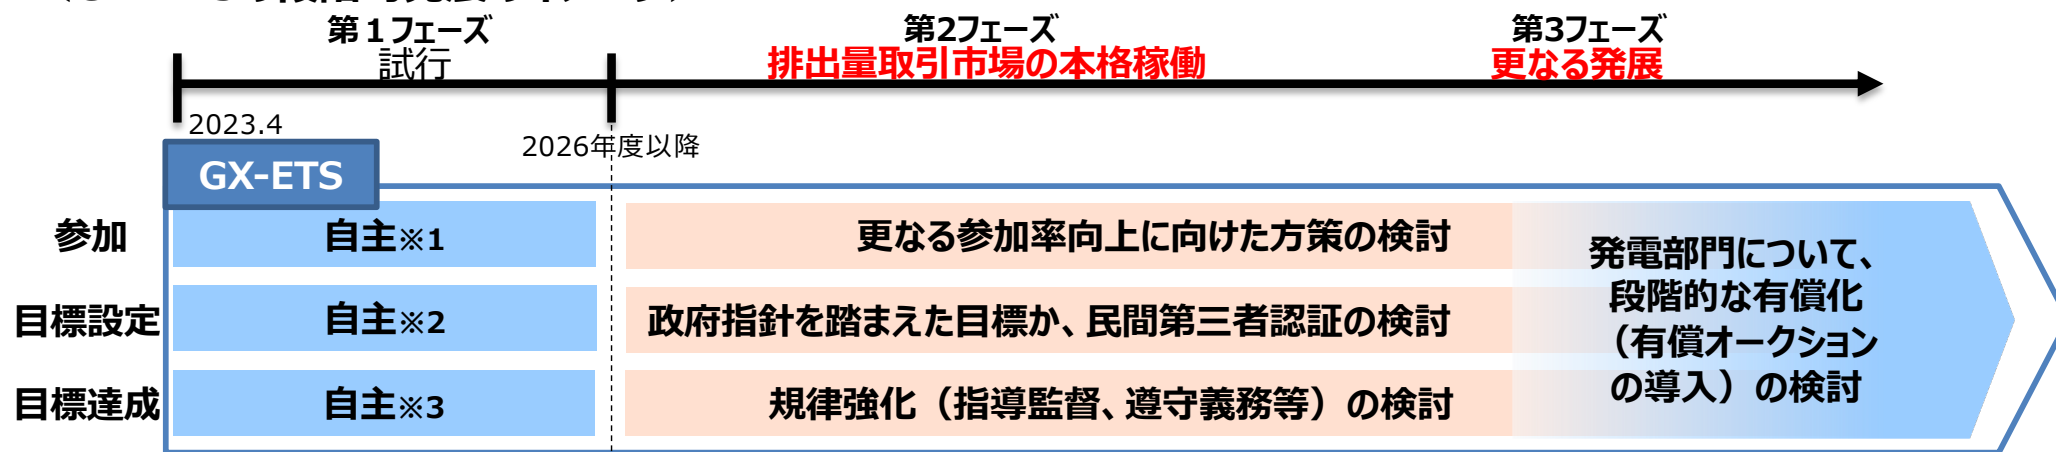 第１フェーズ
試行
第2フェーズ
排出量取引市場の本格稼働
第3フェーズ
更なる発展
2023.4
2026年度以降
GX-ETS
参加
自主※1
更なる参加率向上に向けた方策の検討
目標設定
自主※2
政府指針を踏まえた目標か、民間第三者認証の検討
目標達成
自主※3
規律強化（指導監督、遵守義務等）の検討
発電部門について、
段階的な有償化
（有償オークション
の導入）の検討